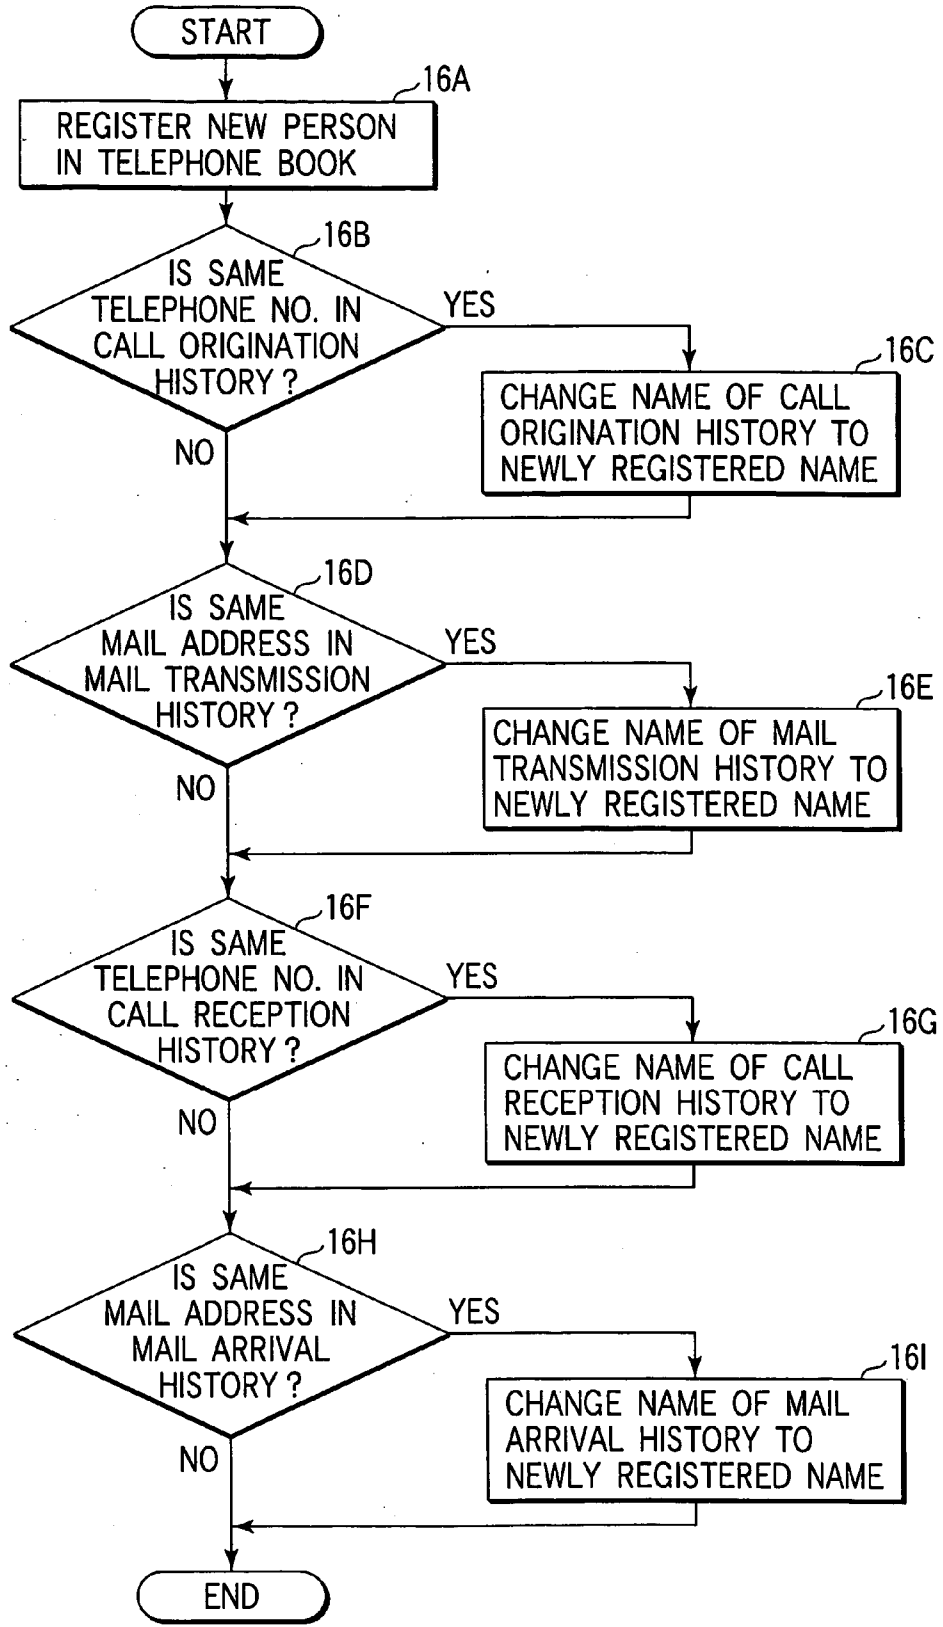 START
16A
REGISTER NEW PERSON
IN TELEPHONE BOOK
16B
IS SAME
TELEPHONE NO. IN
CALL ORIGINATION
HISTORY?
YES
NO
16C
CHANGE NAME OF CALL
ORIGINATION HISTORY TO
NEWLY REGISTERED NAME
16D
IS SAME
MAIL ADDRESS IN
MAIL TRANSMISSION
HISTORY?
YES
NO
16E
CHANGE NAME OF MAIL
TRANSMISSION HISTORY TO
NEWLY REGISTERED NAME
16F
IS SAME
TELEPHONE NO. IN
CALL RECEPTION
HISTORY?
YES
NO
16G
CHANGE NAME OF CALL
RECEPTION HISTORY TO
NEWLY REGISTERED NAME
16H
IS SAME
MAIL ADDRESS IN
MAIL ARRIVAL
HISTORY?
YES
NO
16I
CHANGE NAME OF MAIL
ARRIVAL HISTORY TO
NEWLY REGISTERED NAME
END